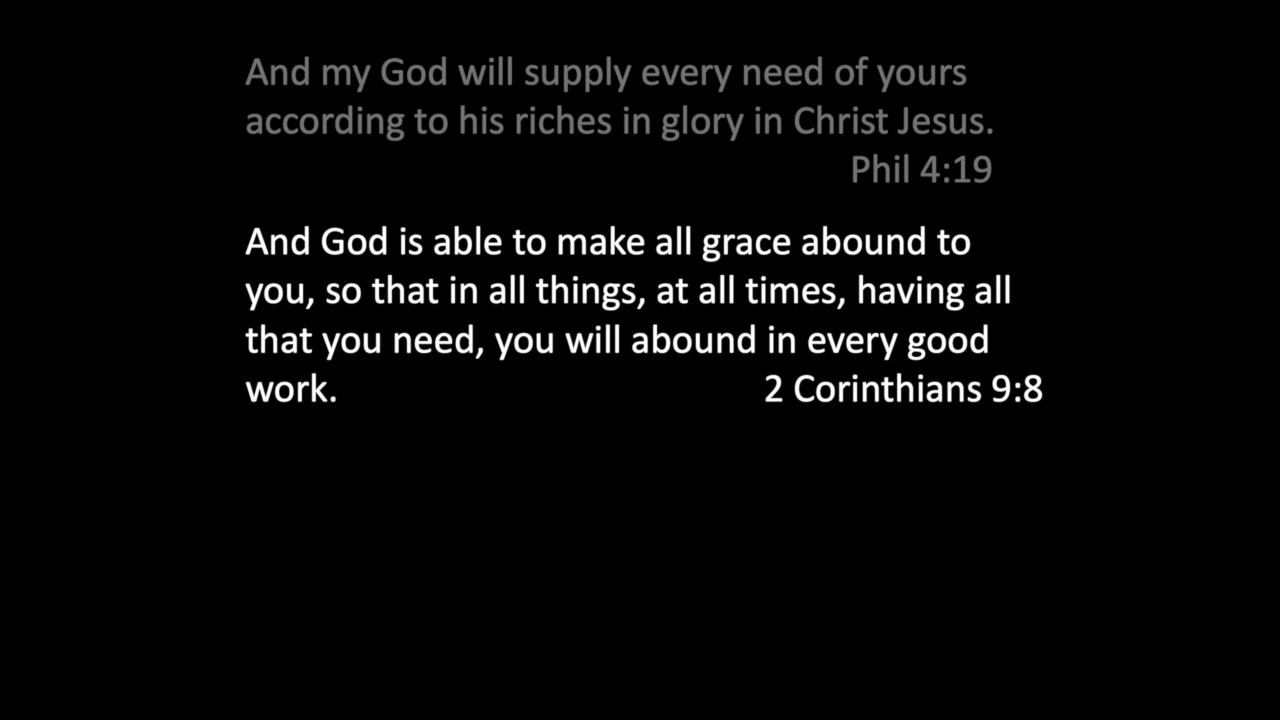 And my God will supply every need of yours
according to his riches in glory in Christ Jesus.
Phil 4:19
And God is able to make all grace abound to
you, so that in all things, at all times, having all
that you need, you will abound in every good
work. 2 Corinthians 9:8